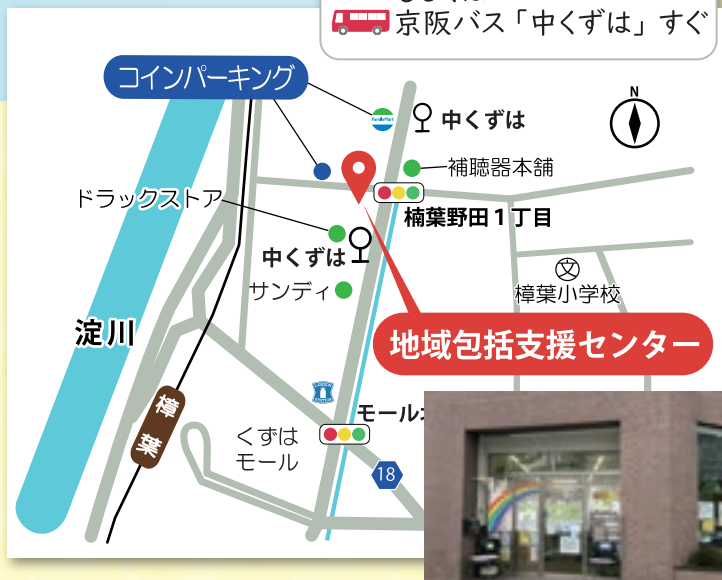 京阪バス「中くずは」すぐ
コインパーキング
N
FamilyMart
中くずは
補聴器本舗
ドラックストア
楠葉野田1丁目
中くずは
サンディ
文
樟葉小学校
淀川
地域包括支援センター
樟葉
モール
くずは
モール
18